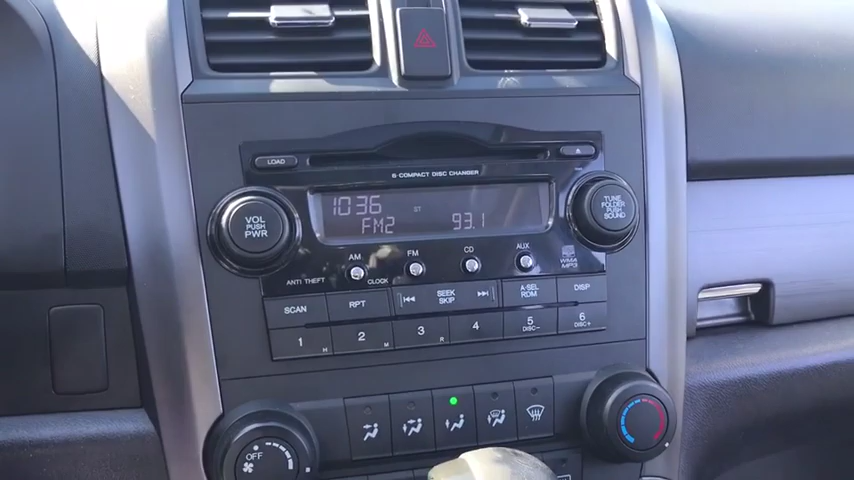 LOAD
6 COMPACT DISC CHANGER
VOL
PUSH
PWR
10:36
ST
FM2
93.1
TUNE
FOLDER
PUSH
SOUND
AM
FM
CD
AUX
ANTI THEFT
CLOCK
WMA
MP3
SCAN
RPT
SEEK
SKIP
A-SEL
RDM
DISP
1 H
2 M
3 R
4
5
DISC–
6
DISC+
OFF